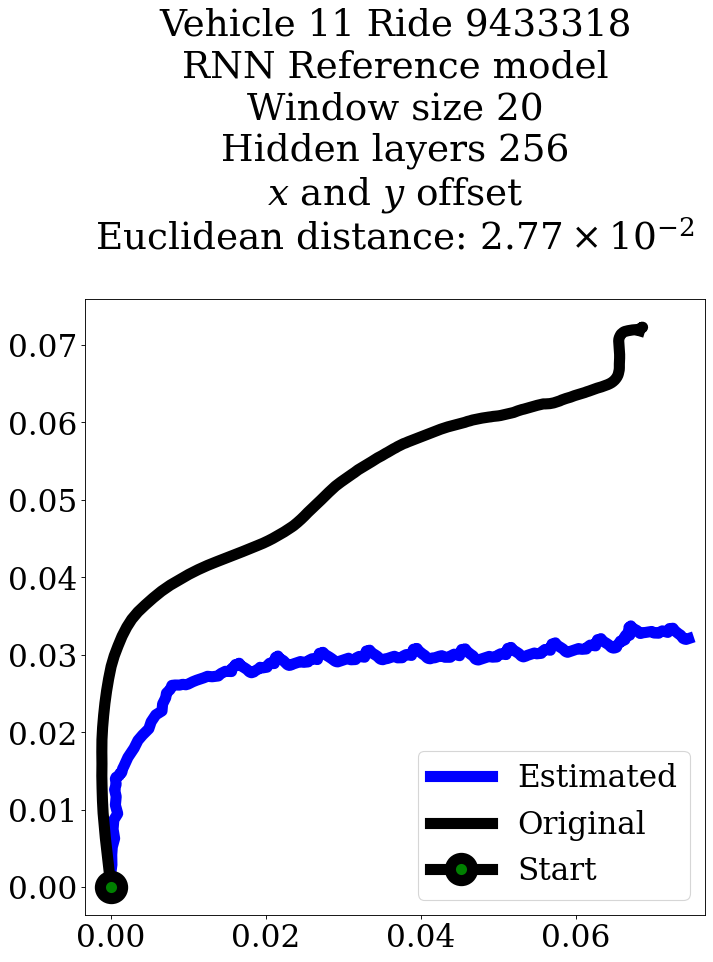 Vehicle 11 Ride 9433318
RNN Reference model
Window size 20
Hidden layers 256
x and y offset
Euclidean distance: 2.77 × 10⁻²
0.07
0.06
0.05
0.04
0.03
0.02
0.01
0.00
Estimated
Original
Start
0.00 0.02 0.04 0.06